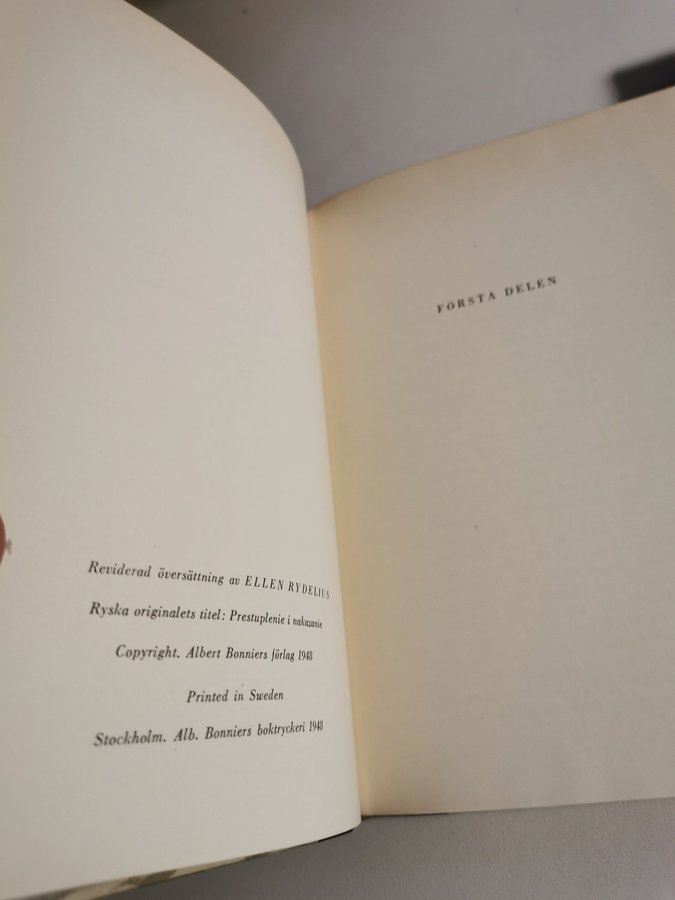 Reviderad översättning av ELLEN RYDELIUS
Ryska originalets titel: Prestuplenie i nakazanie
Copyright. Albert Bonniers förlag 1948
Printed in Sweden
Stockholm. Alb. Bonniers boktryckeri 1948
FÖRSTA DELEN